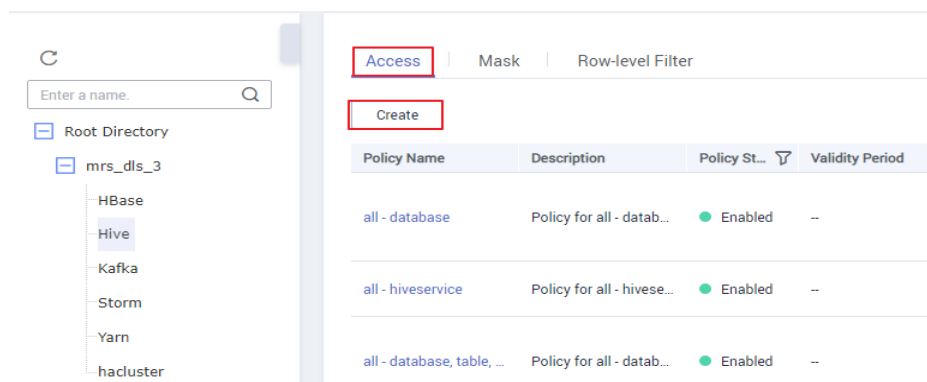 Enter a name.
Root Directory
mrs_dls_3
HBase
Hive
Kafka
Storm
Yarn
hacluster
Access Mask Row-level Filter
Create
Policy Name Description Policy St... Validity Period
all - database Policy for all - datab... Enabled --
all - hiveservice Policy for all - hivese... Enabled --
all - database, table, ... Policy for all - datab... Enabled --